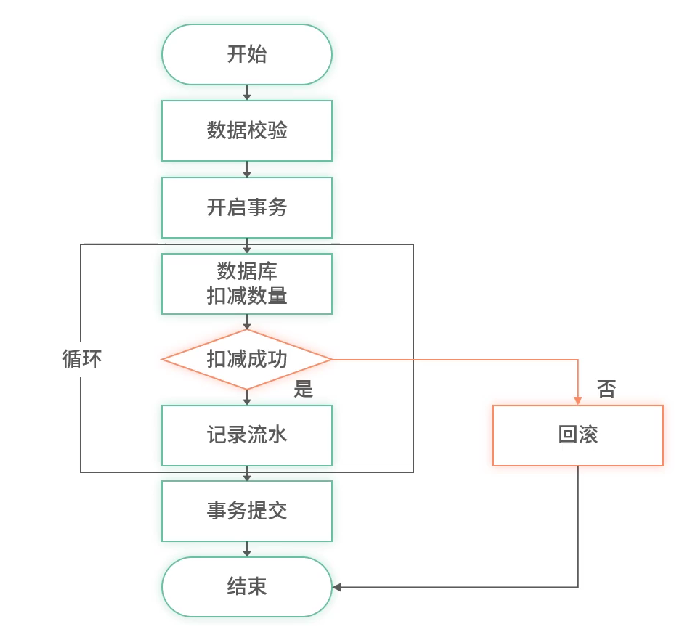 开始
数据校验
开启事务
数据库
扣减数量
循环
扣减成功
是
否
记录流水
回滚
事务提交
结束